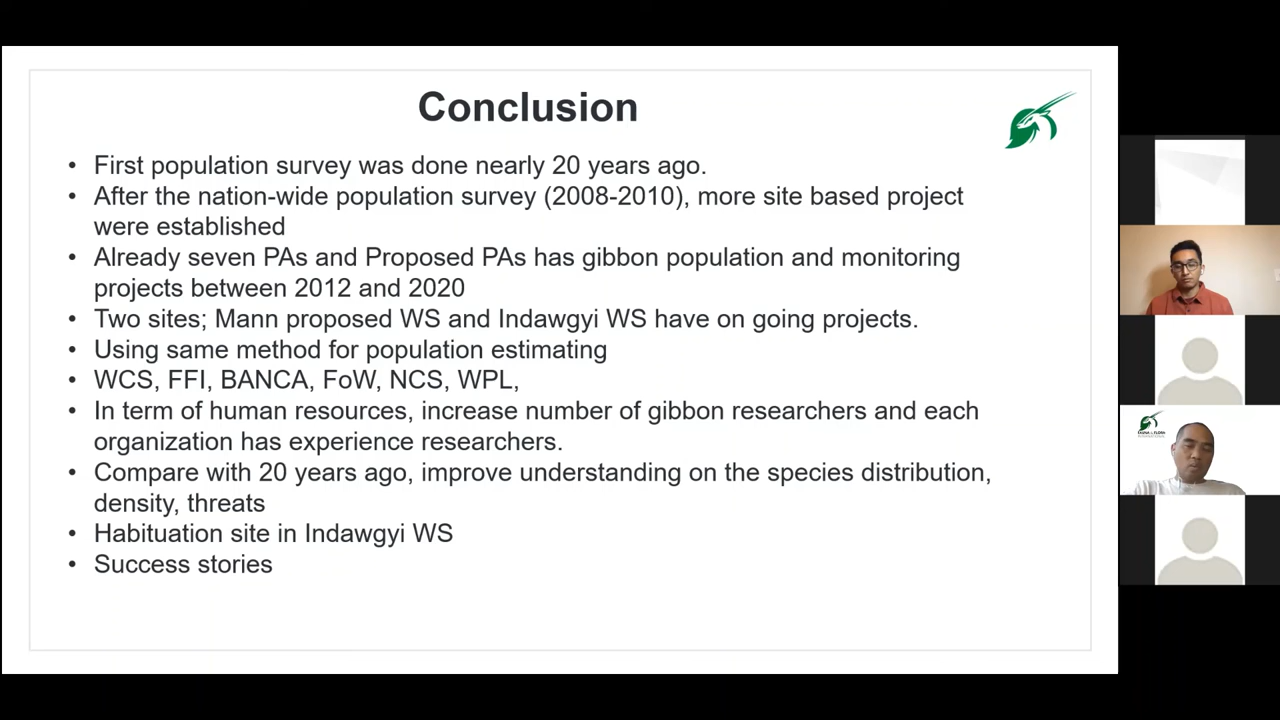 Conclusion
• First population survey was done nearly 20 years ago.
• After the nation-wide population survey (2008-2010), more site based project
were established
• Already seven PAs and Proposed PAs has gibbon population and monitoring
projects between 2012 and 2020
• Two sites; Mann proposed WS and Indawgyi WS have on going projects.
• Using same method for population estimating
• WCS, FFI, BANCA, FoW, NCS, WPL,
• In term of human resources, increase number of gibbon researchers and each
organization has experience researchers.
• Compare with 20 years ago, improve understanding on the species distribution,
density, threats
• Habituation site in Indawgyi WS
• Success stories